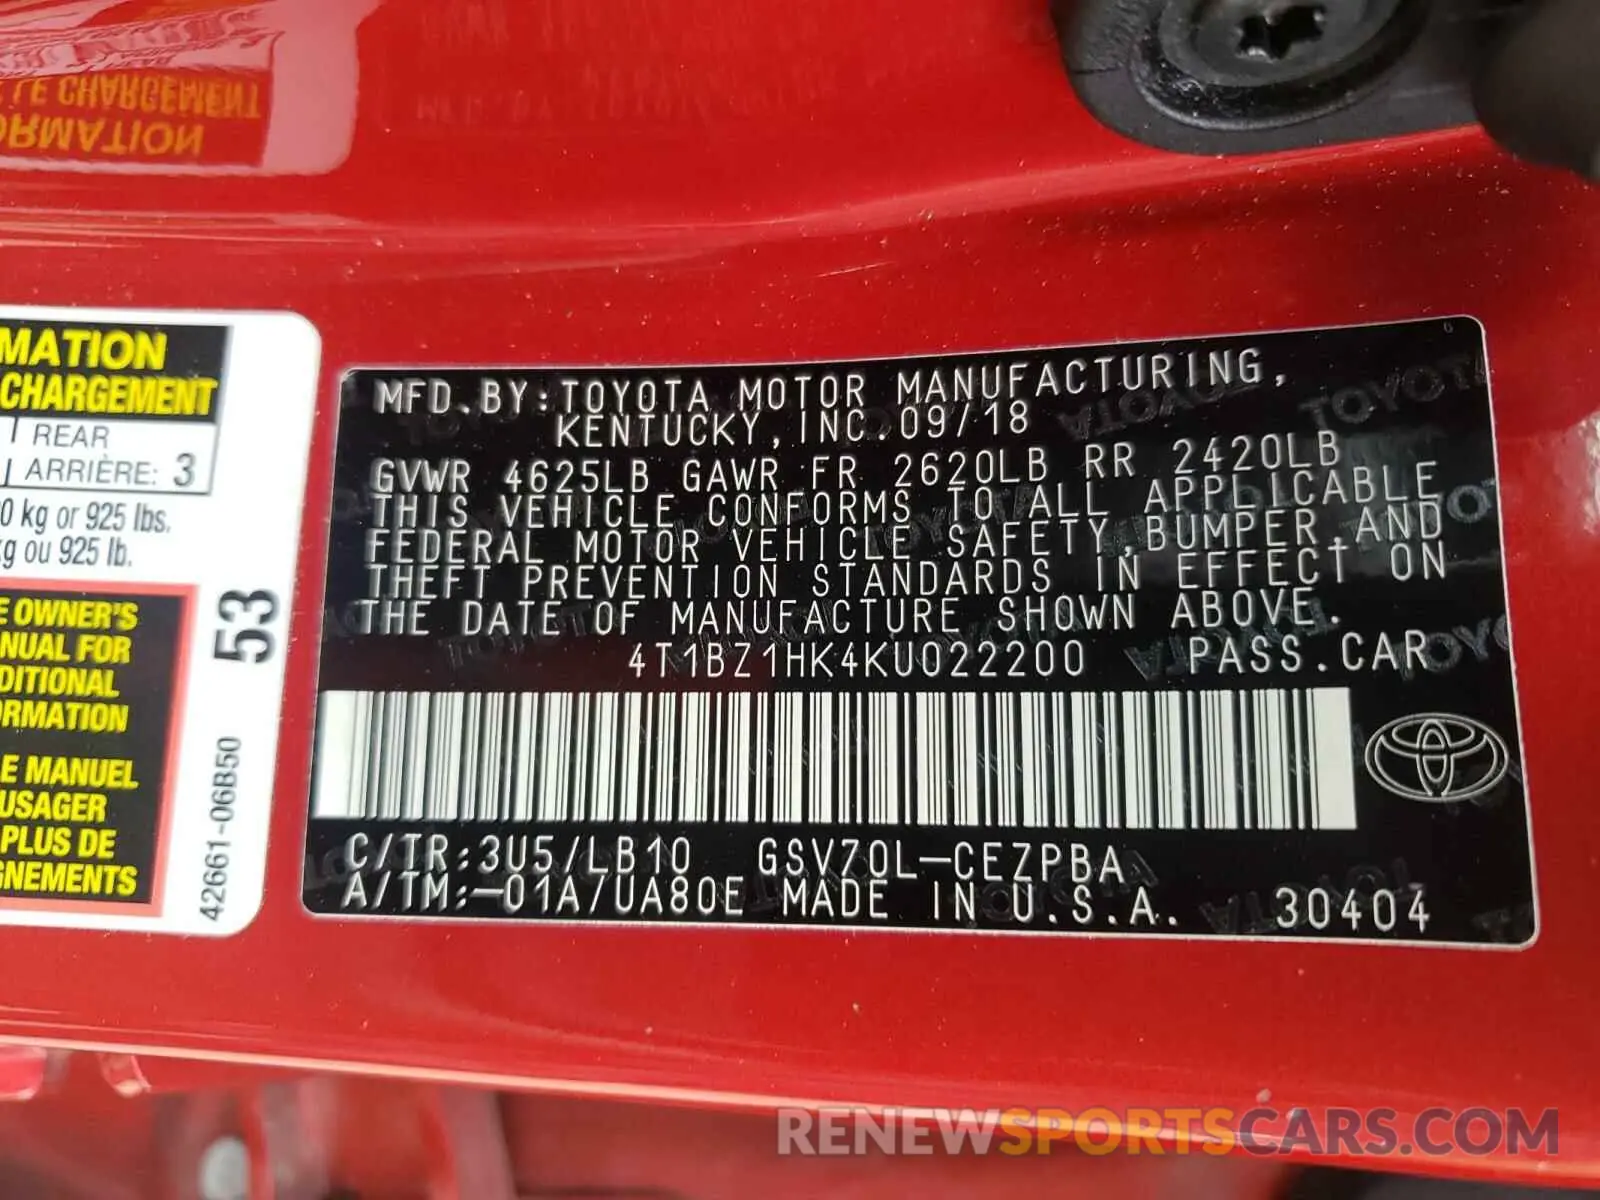 LE CHARGEMENT
ORMATION
MATION
CHARGEMENT
REAR
ARRIÈRE: 3
0 kg or 925 lbs.
kg ou 925 lb.
E OWNER'S
ANUAL FOR
DITIONAL
ORMATION
E MANUEL
USAGER
PLUS DE
GNEMENTS
53
42661-06B50
6
MFD.BY:TOYOTA MOTOR MANUFACTURING,
KENTUCKY,INC.09/18
GVWR 4625LB GAWR FR 2620LB RR 2420LB
THIS VEHICLE CONFORMS TO ALL APPLICABLE
FEDERAL MOTOR VEHICLE SAFETY,BUMPER,AND
THEFT PREVENTION STANDARDS IN EFFECT ON
THE DATE OF MANUFACTURE SHOWN ABOVE.
4T1BZ1HK4KU022200 PASS.CAR
C/TR:3U5/LB10 GSV70L-CEZPBA
A/TM:-01A/UA80E MADE IN U.S.A. 30404
RENEWSPORTSCARS.COM